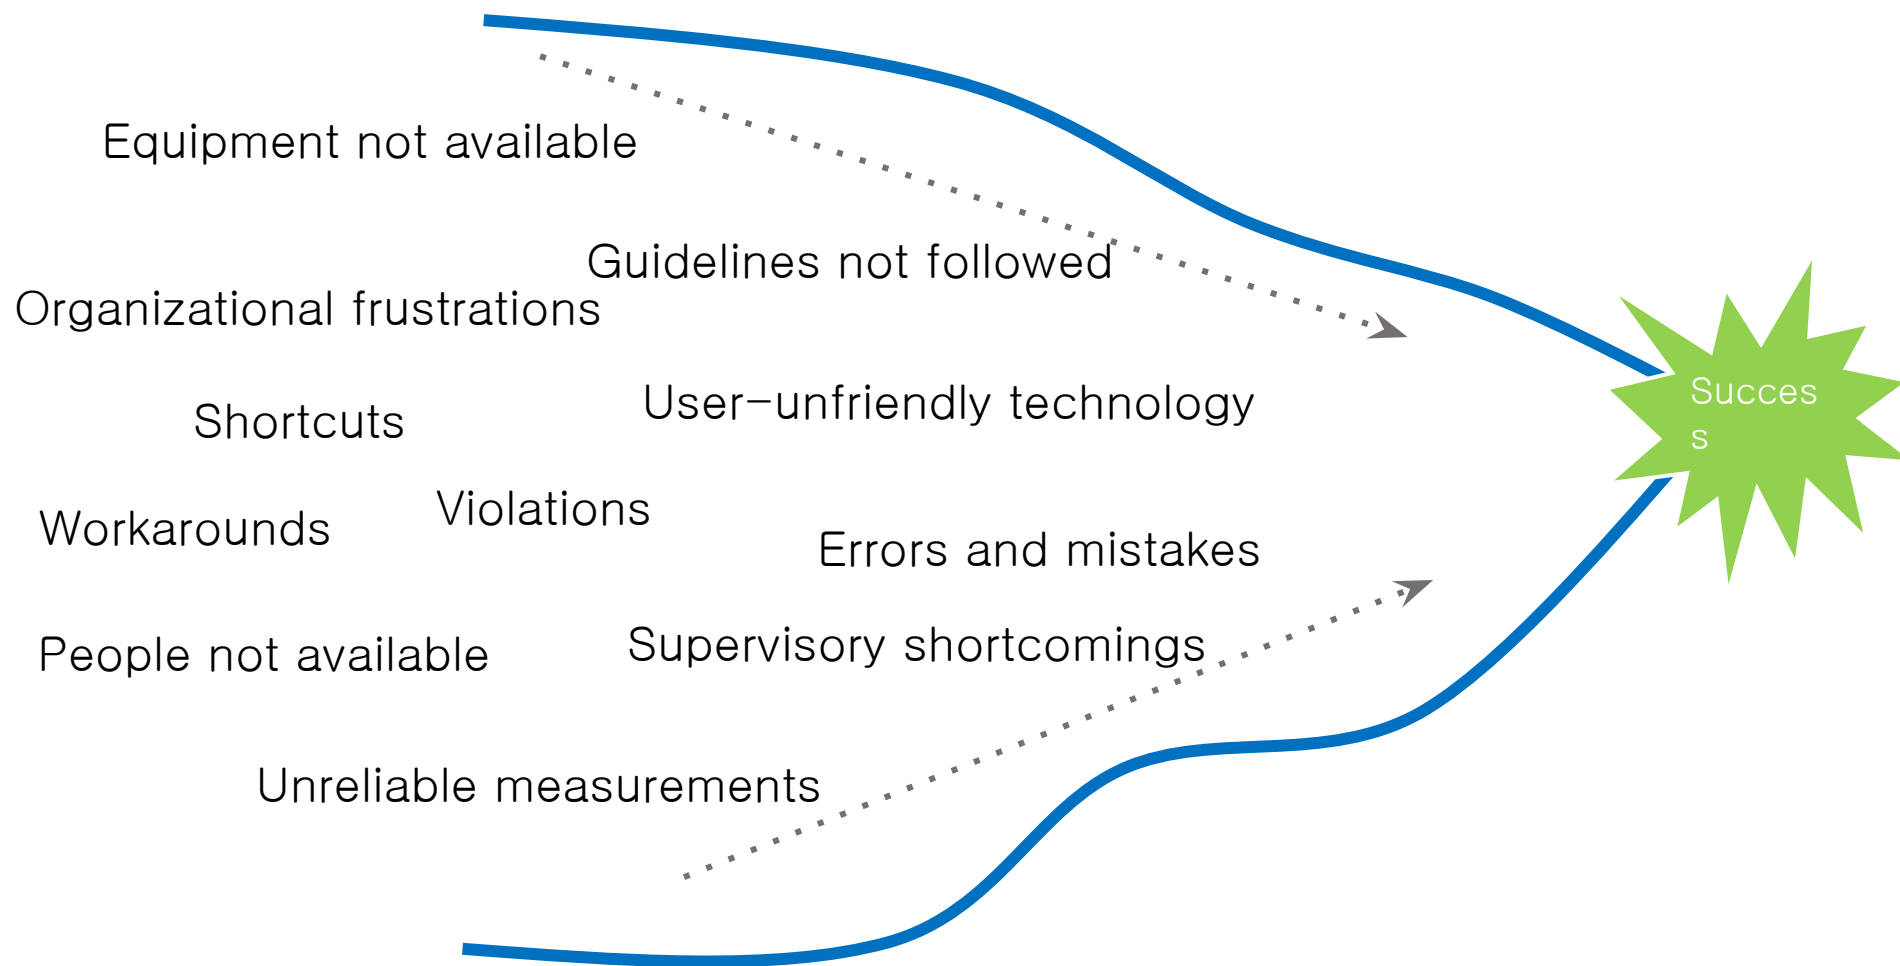 Equipment not available
Guidelines not followed
Organizational frustrations
User-unfriendly technology
Shortcuts
Succes
s
Violations
Workarounds
Errors and mistakes
People not available
Supervisory shortcomings
Unreliable measurements